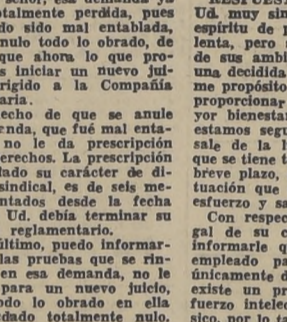 señor, esa demanda ya
totalmente perdida, pues
do sido mal entablada,
nulo todo lo obrado, de
que ahora lo que pro-
s iniciar un nuevo jui-
rigido a la Compañía
aria.
echo de que se anule
nda, que fué mal enta-
no le da prescripción
erechos. La prescripción
tado su carácter de di-
sindical, es de seis me-
ntados desde la fecha
Ud. debía terminar su
reglamentario.
último, puedo informar-
las pruebas que se rin-
en esa demanda, no le
para un nuevo juicio,
odo lo obrado en ella
dado totalmente nulo.
Ud. muy sin
espíritu de p
lenta, pero
de sus ambi
una decidida
me propósito
proporcionar
yor bienestar
estamos segu
sale de la l
que se tiene t
breve plazo,
tuación que
esfuerzo y sa
Con respec
gal de su c
informarle q
empleado pa
únicamente d
existe un pr
fuerzo intelec
sico, por lo ta